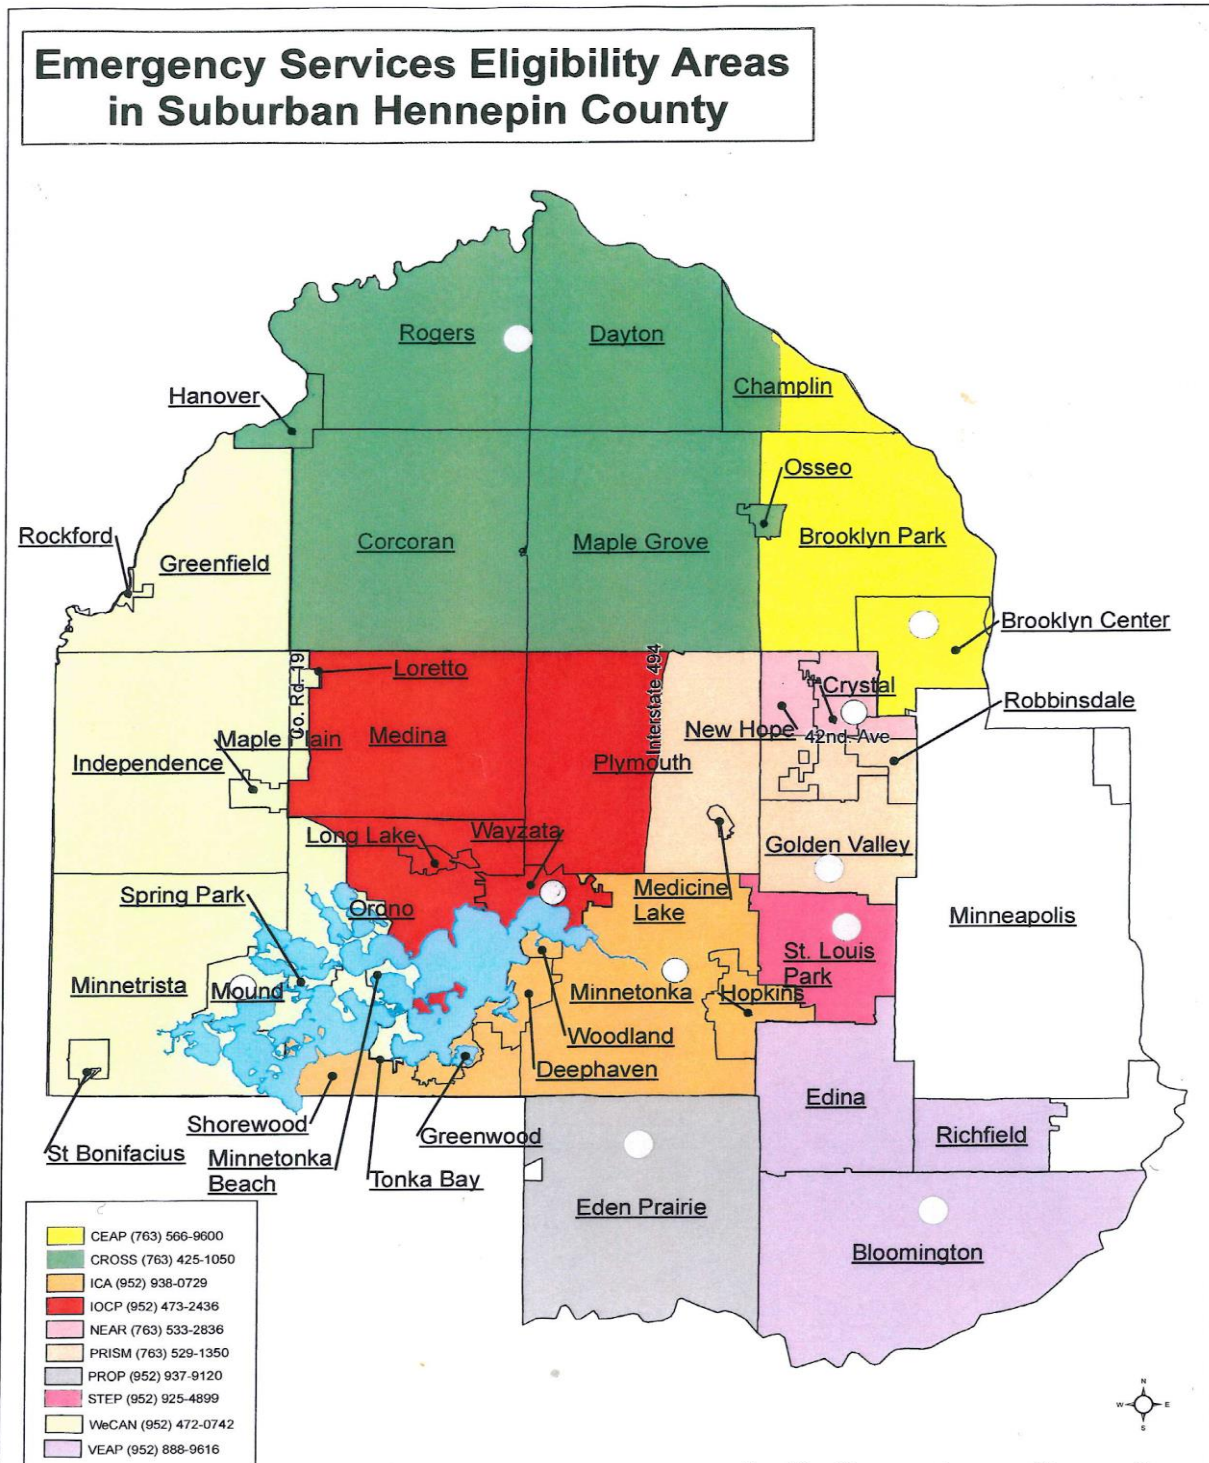 Emergency Services Eligibility Areas
in Suburban Hennepin County
Rogers
Dayton
Champlin
Hanover
Osseo
Rockford
Greenfield
Corcoran
Maple Grove
Brooklyn Park
Brooklyn Center
Co. Rd. 19
Loretto
Interstate 494
Crystal
Robbinsdale
Independence
Maple Plain
Medina
Plymouth
New Hope
42nd. Ave
Long Lake
Wayzata
Golden Valley
Spring Park
Orono
Medicine
Lake
Minneapolis
St. Louis
Park
Minnetrista
Mound
Minnetonka
Hopkins
Woodland
Deephaven
Edina
Shorewood
Greenwood
Richfield
St Bonifacius
Minnetonka
Beach
Tonka Bay
Eden Prairie
Bloomington
CEAP (763) 566-9600
CROSS (763) 425-1050
ICA (952) 938-0729
IOCP (952) 473-2436
NEAR (763) 533-2836
PRISM (763) 529-1350
PROP (952) 937-9120
STEP (952) 925-4899
WeCAN (952) 472-0742
VEAP (952) 888-9616
N
W E
S